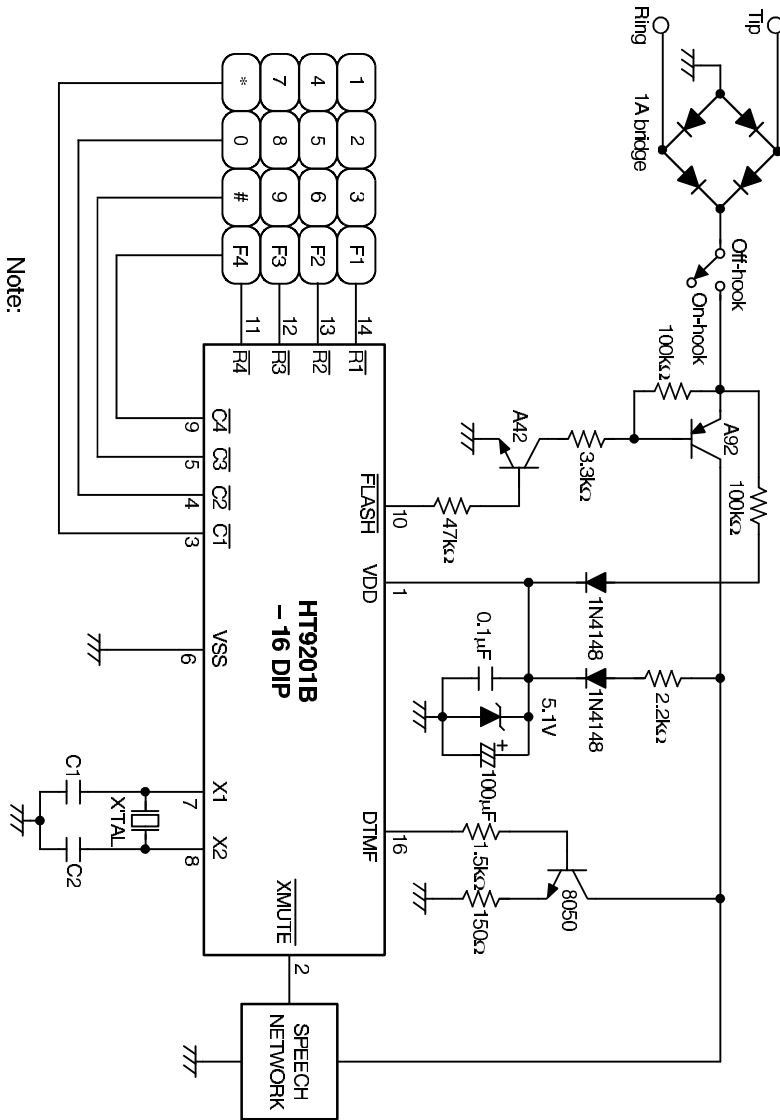 Tip
Ring
1A bridge
Off-hook
On-hook
100kΩ
A92
100kΩ
A42
3.3kΩ
47kΩ
1N4148
1N4148
2.2kΩ
0.1μF
5.1V
+
100μF
1.5kΩ
8050
150Ω
1 2 3 F1
4 5 6 F2
7 8 9 F3
* 0 # F4
14
13
12
11
R1
R2
R3
R4
10
FLASH
1
VDD
16
DTMF
HT9201B
– 16 DIP
C4
C3
C2
C1
9
5
4
3
VSS
6
X1
7
X2
8
XMUTE
2
X'TAL
C1
C2
SPEECH
NETWORK
Note: